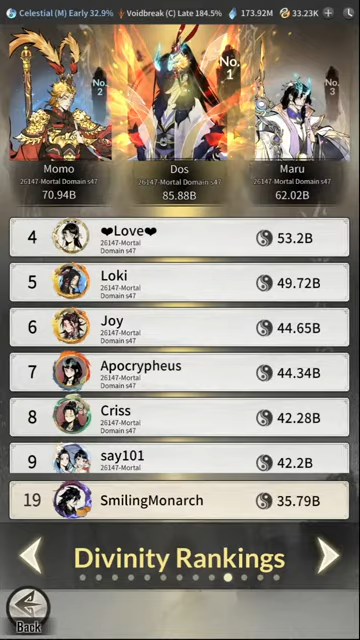 Celestial (M) Early 32.9% Voidbreak (C) Late 184.5% 173.92M 33.23K
No. 2
No. 1
No. 3
Momo
26147-Mortal Domain s47
70.94B
Dos
26147-Mortal Domain s47
85.88B
Maru
26147-Mortal Domain s47
62.02B
4 ❤Love❤
26147-Mortal
Domain s47
53.2B
5 Loki
26147-Mortal
Domain s47
49.72B
6 Joy
26147-Mortal
Domain s47
44.65B
7 Apocrypheus
26147-Mortal
Domain s47
44.34B
8 Criss
26147-Mortal
Domain s47
42.28B
9 say101
26147-Mortal
Domain s47
42.2B
19 SmilingMonarch 35.79B
Divinity Rankings
Back